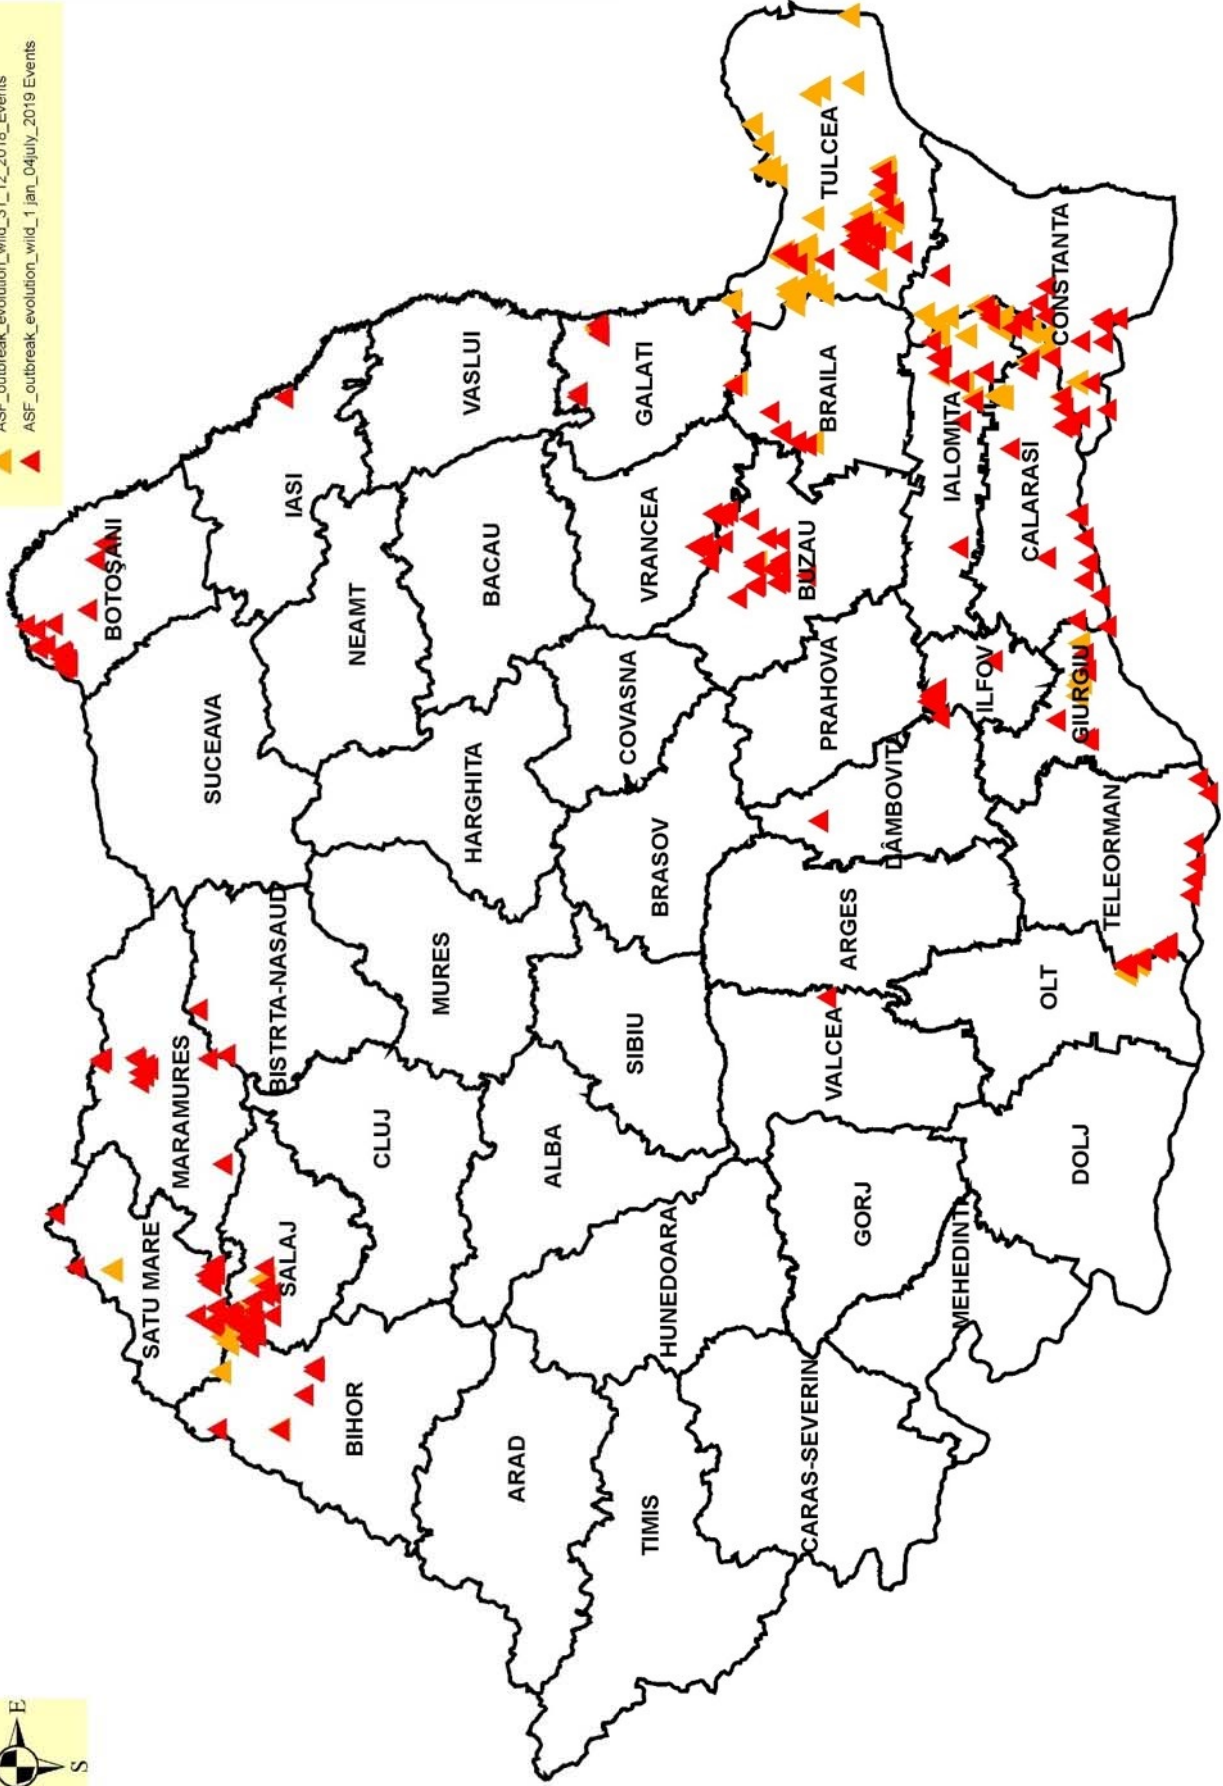 ASF_outbreak_evolution_wild_31_12_2018_Events
ASF_outbreak_evolution_wild_1 jan_04july_2019 Events
E
S
BOTOŞANI
SATU MARE
MARAMURES
SUCEAVA
SALAJ
BISTRTA-NASAUD
IASI
BIHOR
CLUJ
NEAMT
MURES
HARGHITA
BACAU
VASLUI
ARAD
ALBA
SIBIU
COVASNA
TIMIS
HUNEDOARA
BRASOV
VRANCEA
GALATI
CARAS-SEVERIN
VALCEA
PRAHOVA
BUZAU
BRAILA
TULCEA
GORJ
ARGES
DÂMBOVITA
MEHEDINTI
ILFOV
IALOMITA
OLT
CALARASI
DOLJ
GIURGIU
CONSTANTA
TELEORMAN